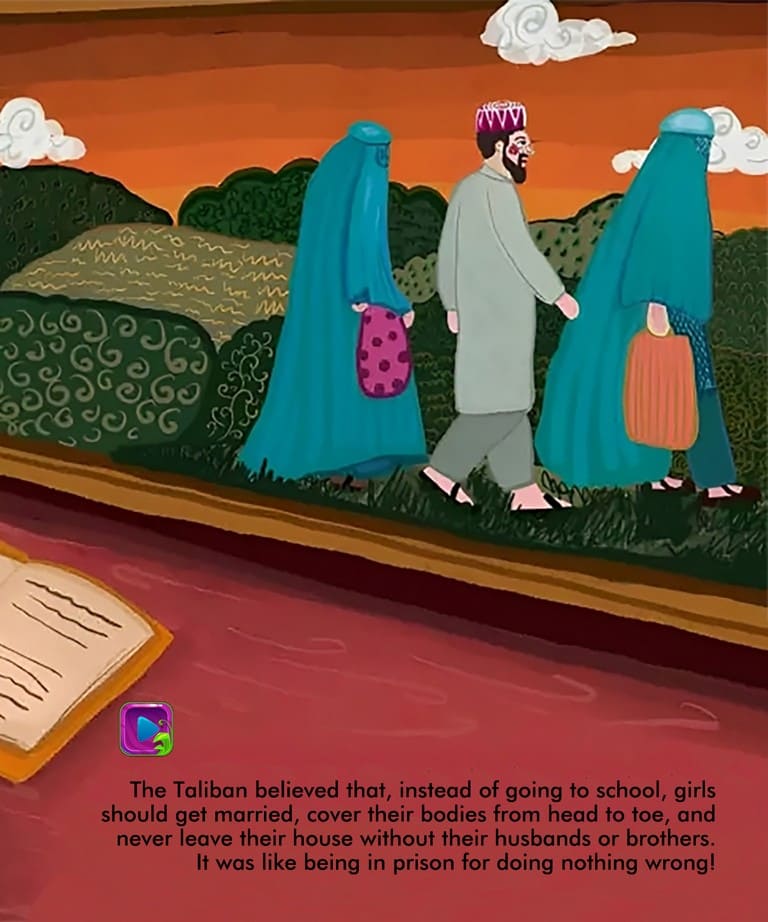 The Taliban believed that, instead of going to school, girls
should get married, cover their bodies from head to toe, and
never leave their house without their husbands or brothers.
It was like being in prison for doing nothing wrong!